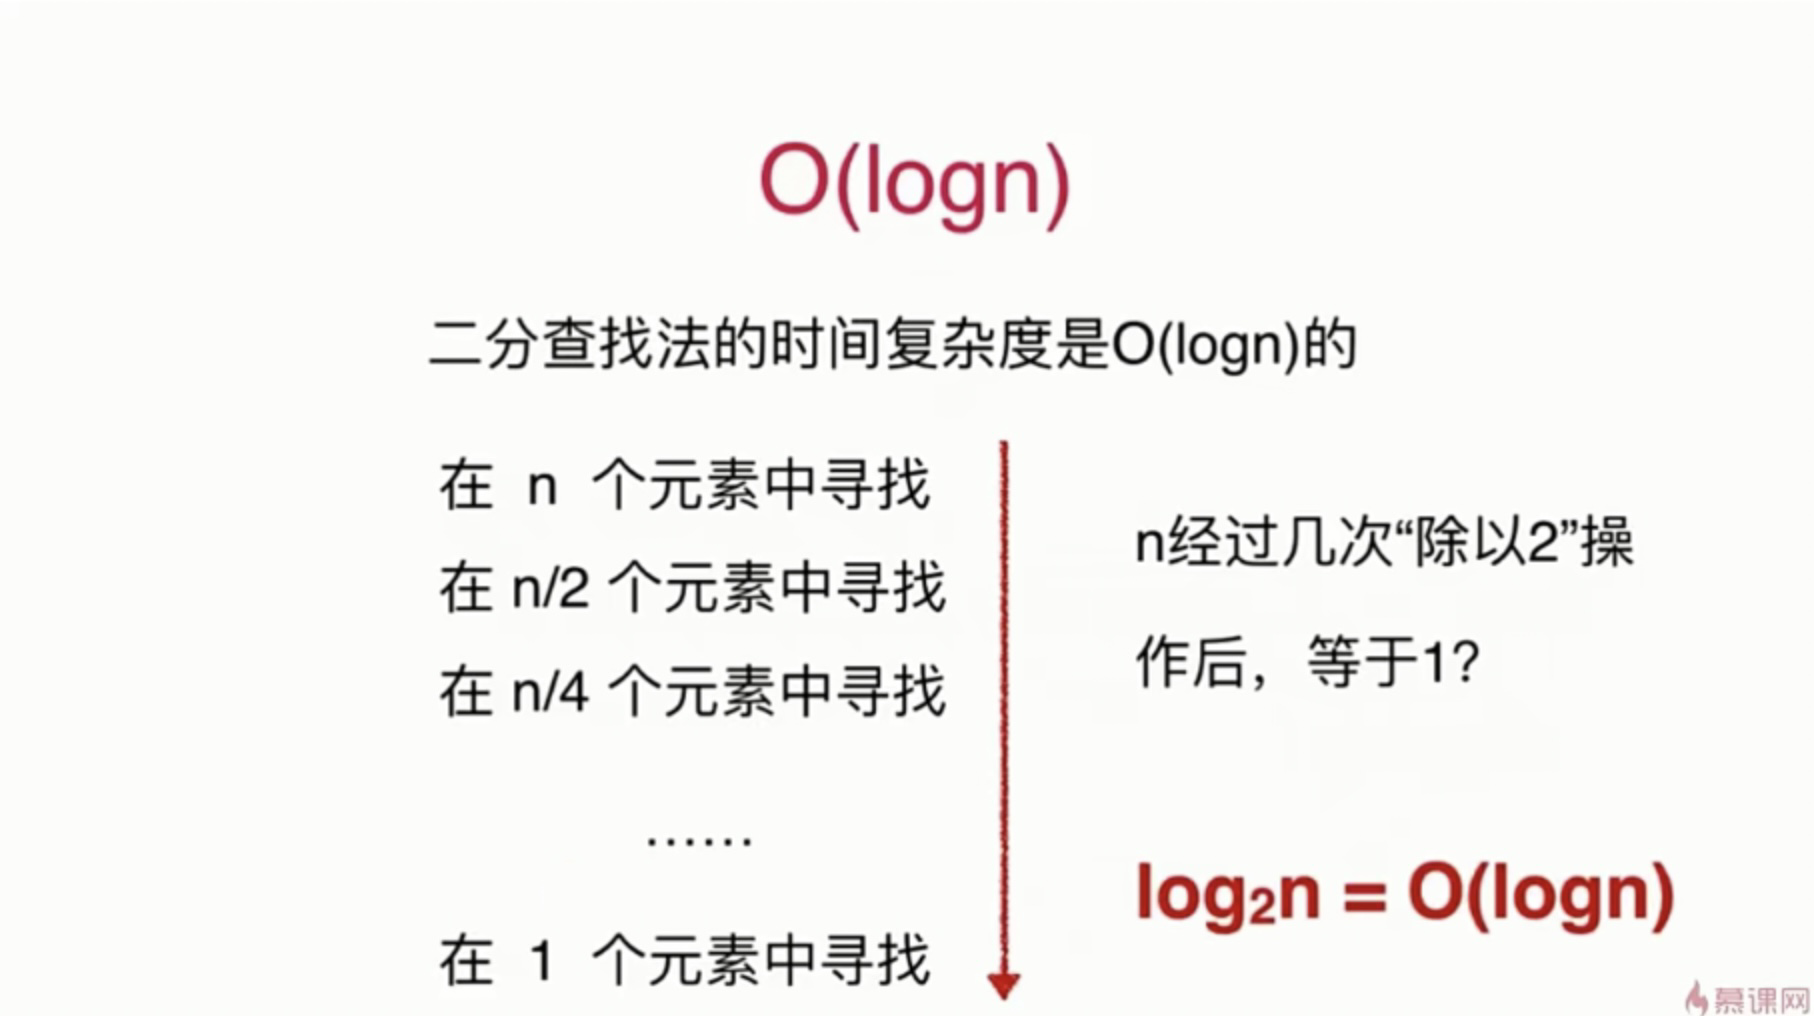 O(logn)
二分查找法的时间复杂度是O(logn)的
在 n 个元素中寻找
在 n/2 个元素中寻找
在 n/4 个元素中寻找
……
在 1 个元素中寻找
n经过几次“除以2”操
作后，等于1？
log₂n = O(logn)
慕课网